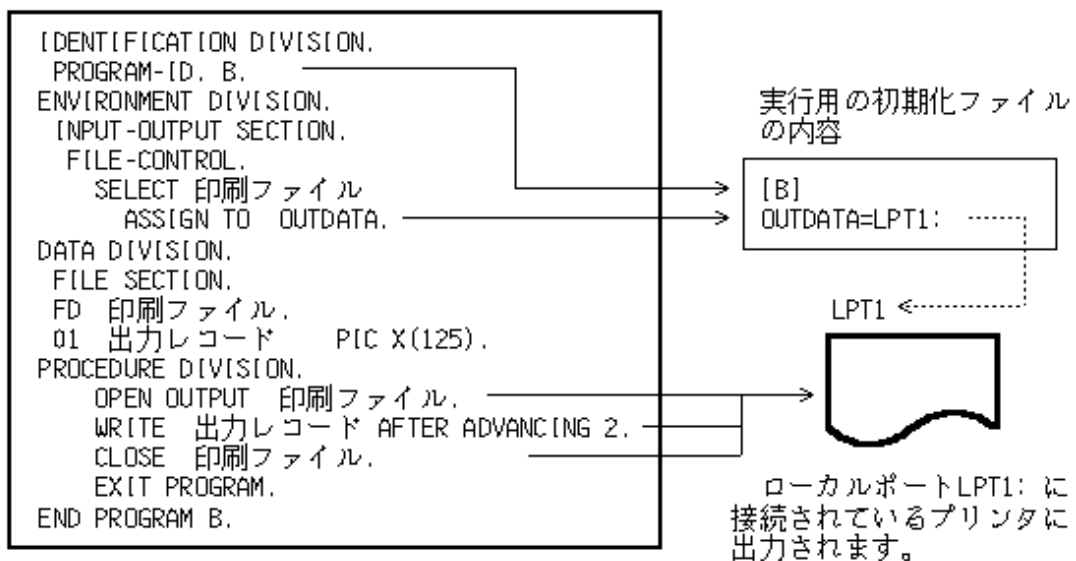 IDENTIFICATION DIVISION.
PROGRAM-ID. B.
ENVIRONMENT DIVISION.
INPUT-OUTPUT SECTION.
FILE-CONTROL.
SELECT 印刷ファイル
ASSIGN TO OUTDATA.
DATA DIVISION.
FILE SECTION.
FD 印刷ファイル.
01 出力レコード PIC X(125).
PROCEDURE DIVISION.
OPEN OUTPUT 印刷ファイル.
WRITE 出力レコード AFTER ADVANCING 2.
CLOSE 印刷ファイル.
EXIT PROGRAM.
END PROGRAM B.
実行用の初期化ファイル
の内容
[B]
OUTDATA=LPT1:
LPT1
ローカルポートLPT1: に
接続されているプリンタに
出力されます。